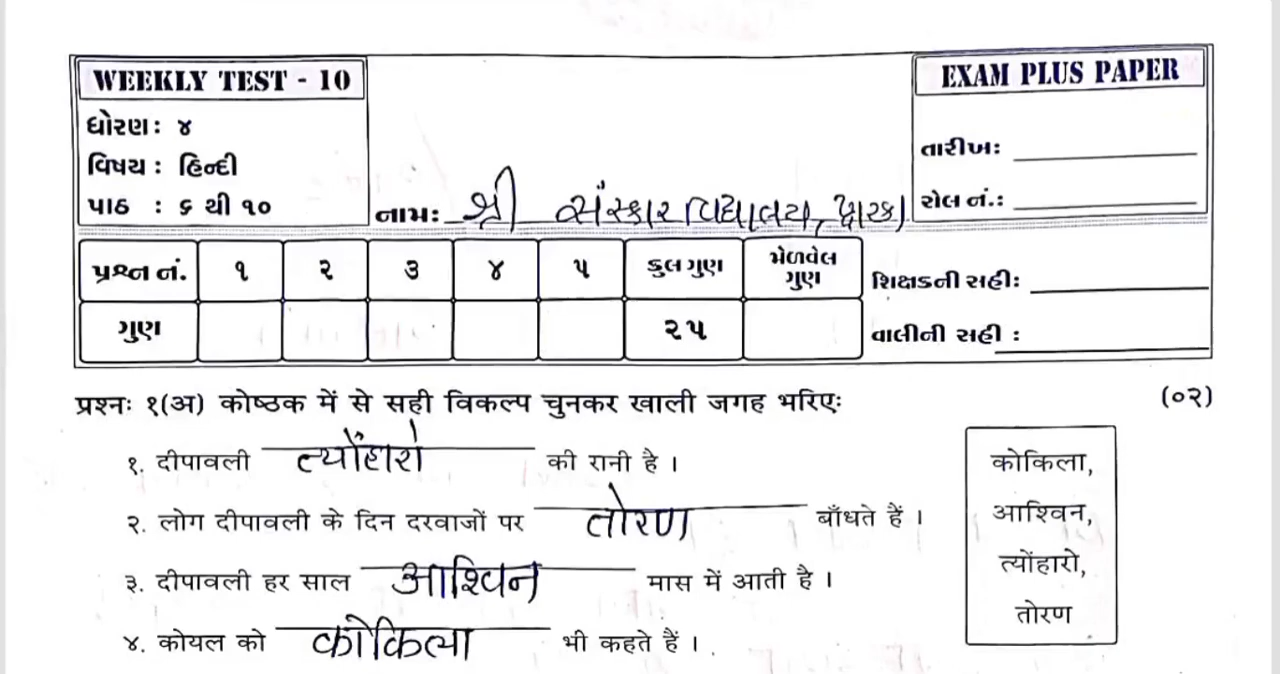 WEEKLY TEST - 10
EXAM PLUS PAPER
ધોરણ: ૪
વિષય : હિન્દી
પાઠ : ૬ થી ૧૦
નામ: શ્રી સંસ્કાર વિદ્યાલય, દ્વારકા
તારીખ:
રોલ નં.:
પ્રશ્ન નં. ૧ ૨ ૩ ૪ ૫ કુલ ગુણ મેળવેલ ગુણ
ગુણ ૨૫
શિક્ષકની સહી:
વાલીની સહી :
प्रश्नः १(अ) कोष्ठक में से सही विकल्प चुनकर खाली जगह भरिएः (०२)
१. दीपावली त्योंहारो की रानी है ।
२. लोग दीपावली के दिन दरवाजों पर तोरण बाँधते हैं ।
३. दीपावली हर साल आश्विन मास में आती है ।
४. कोयल को कोकिला भी कहते हैं ।
कोकिला,
आश्विन,
त्योंहारो,
तोरण